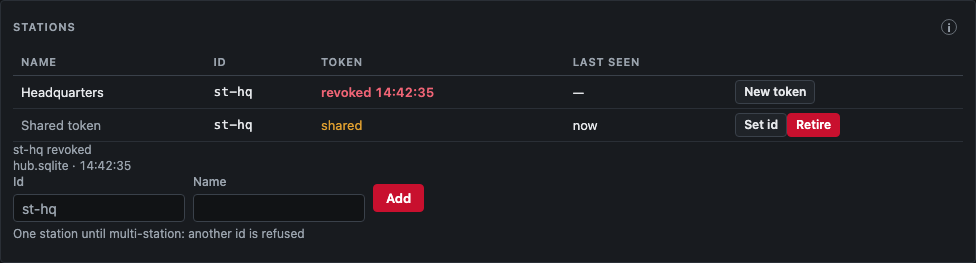 STATIONS
NAME ID TOKEN LAST SEEN
Headquarters st-hq revoked 14:42:35 — New token
Shared token st-hq shared now Set id Retire
st-hq revoked
hub.sqlite · 14:42:35
Id Name
st-hq Add
One station until multi-station: another id is refused